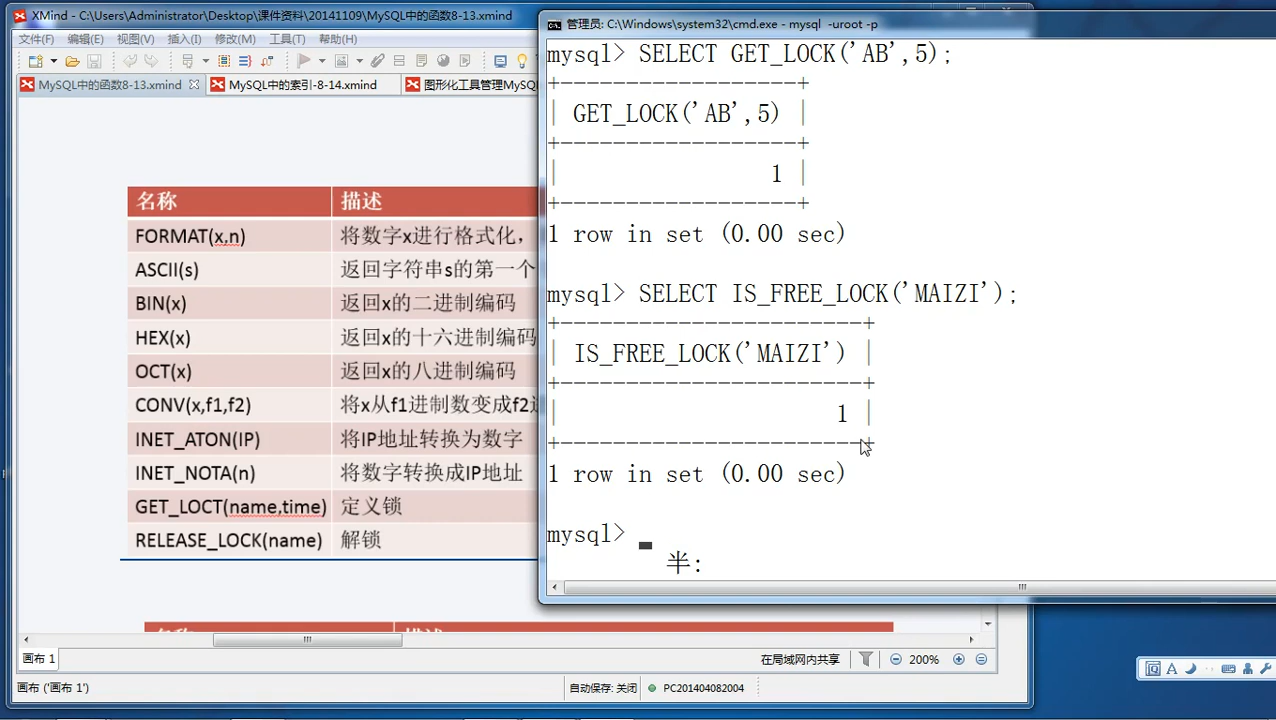 XMind - C:\Users\Administrator\Desktop\课件资料\20141109\MySQL中的函数8-13.xmind
文件(F) 编辑(E) 视图(V) 插入(I) 修改(M) 工具(T) 帮助(H)
MySQL中的函数8-13.xmind
MySQL中的索引-8-14.xmind
图形化工具管理MySQL
名称 描述
FORMAT(x,n) 将数字x进行格式化，
ASCII(s) 返回字符串s的第一个
BIN(x) 返回x的二进制编码
HEX(x) 返回x的十六进制编码
OCT(x) 返回x的八进制编码
CONV(x,f1,f2) 将x从f1进制数变成f2进
INET_ATON(IP) 将IP地址转换为数字
INET_NOTA(n) 将数字转换成IP地址
GET_LOCT(name,time) 定义锁
RELEASE_LOCK(name) 解锁
画布 1
在局域网内共享
200%
画布 ('画布 1')
自动保存: 关闭
PC201404082004
管理员: C:\Windows\system32\cmd.exe - mysql -uroot -p
mysql> SELECT GET_LOCK('AB',5);
+------------------+
| GET_LOCK('AB',5) |
+------------------+
| 1 |
+------------------+
1 row in set (0.00 sec)
mysql> SELECT IS_FREE_LOCK('MAIZI');
+-----------------------+
| IS_FREE_LOCK('MAIZI') |
+-----------------------+
| 1 |
+-----------------------+
1 row in set (0.00 sec)
mysql>
半: